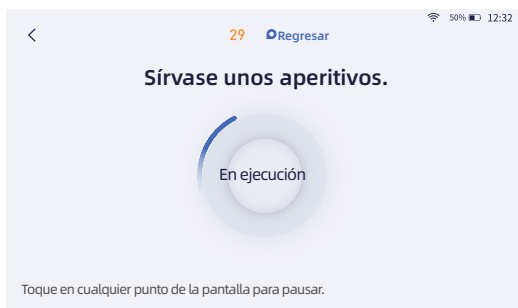 50% 12:32
29 Regresar
Sírvase unos aperitivos.
En ejecución
Toque en cualquier punto de la pantalla para pausar.